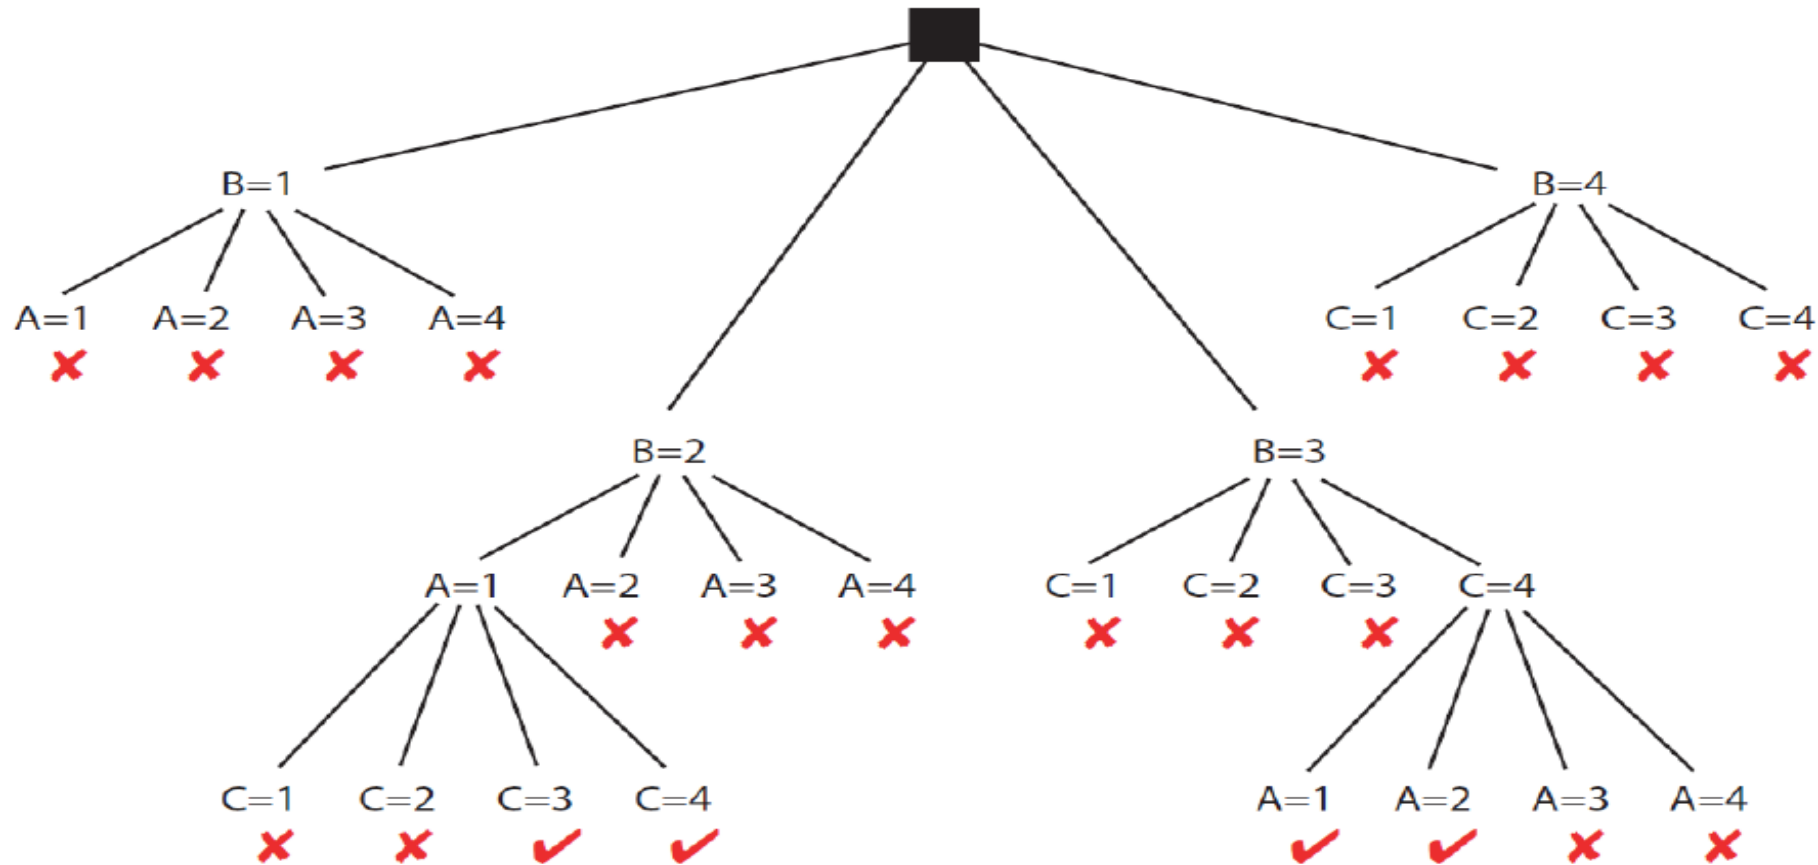 B=1 B=4
A=1 A=2 A=3 A=4 C=1 C=2 C=3 C=4
✘ ✘ ✘ ✘ ✘ ✘ ✘ ✘
B=2 B=3
A=1 A=2 A=3 A=4 C=1 C=2 C=3 C=4
✘ ✘ ✘ ✘ ✘ ✘
C=1 C=2 C=3 C=4 A=1 A=2 A=3 A=4
✘ ✘ ✔ ✔ ✔ ✔ ✘ ✘